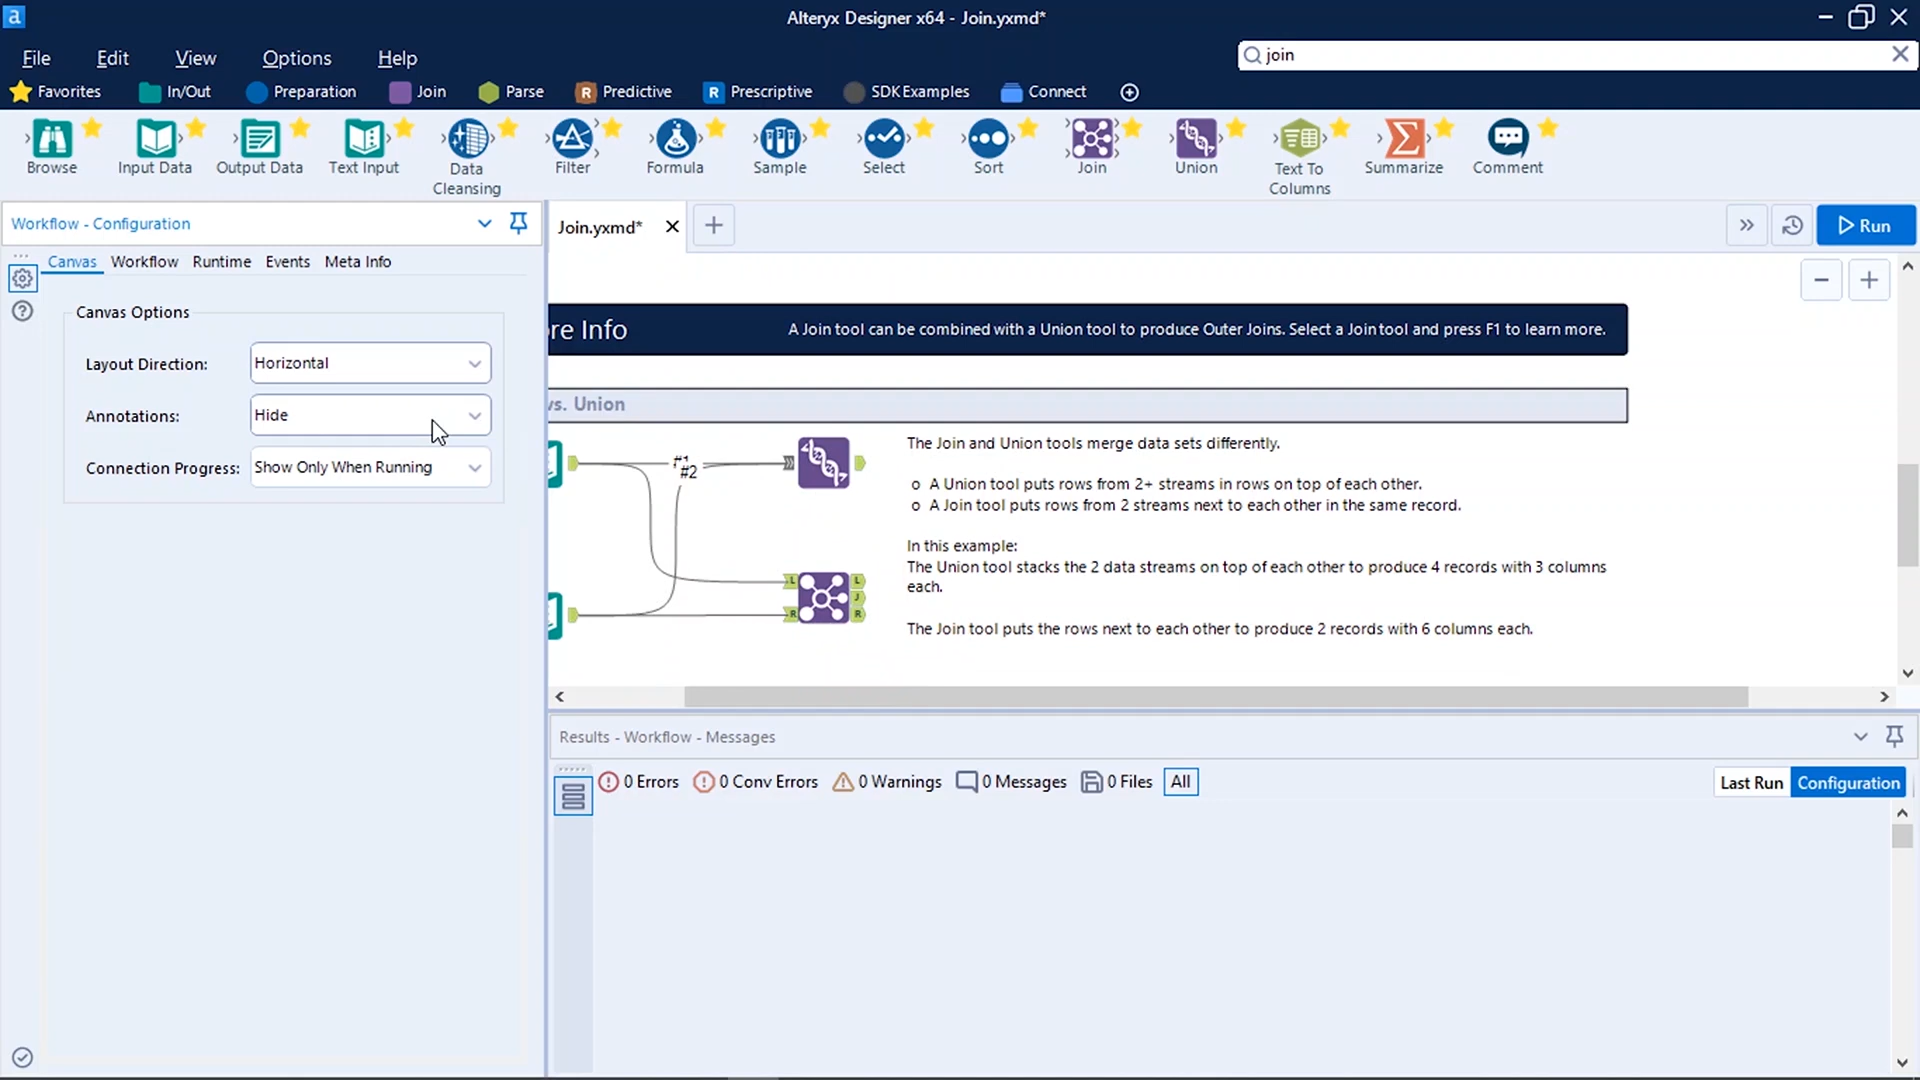 a
Alteryx Designer x64 - Join.yxmd*
File Edit View Options Help
join
Favorites In/Out Preparation Join Parse R Predictive R Prescriptive SDK Examples Connect
Browse Input Data Output Data Text Input Data Cleansing Filter Formula Sample Select Sort Join Union Text To Columns Summarize Comment
Workflow - Configuration
Join.yxmd*
Run
Canvas Workflow Runtime Events Meta Info
Canvas Options
Layout Direction: Horizontal
Annotations: Hide
Connection Progress: Show Only When Running
re Info
A Join tool can be combined with a Union tool to produce Outer Joins. Select a Join tool and press F1 to learn more.
vs. Union
#1
#2
L
R
L
J
R
The Join and Union tools merge data sets differently.
o A Union tool puts rows from 2+ streams in rows on top of each other.
o A Join tool puts rows from 2 streams next to each other in the same record.
In this example:
The Union tool stacks the 2 data streams on top of each other to produce 4 records with 3 columns
each.
The Join tool puts the rows next to each other to produce 2 records with 6 columns each.
Results - Workflow - Messages
0 Errors 0 Conv Errors 0 Warnings 0 Messages 0 Files All
Last Run Configuration